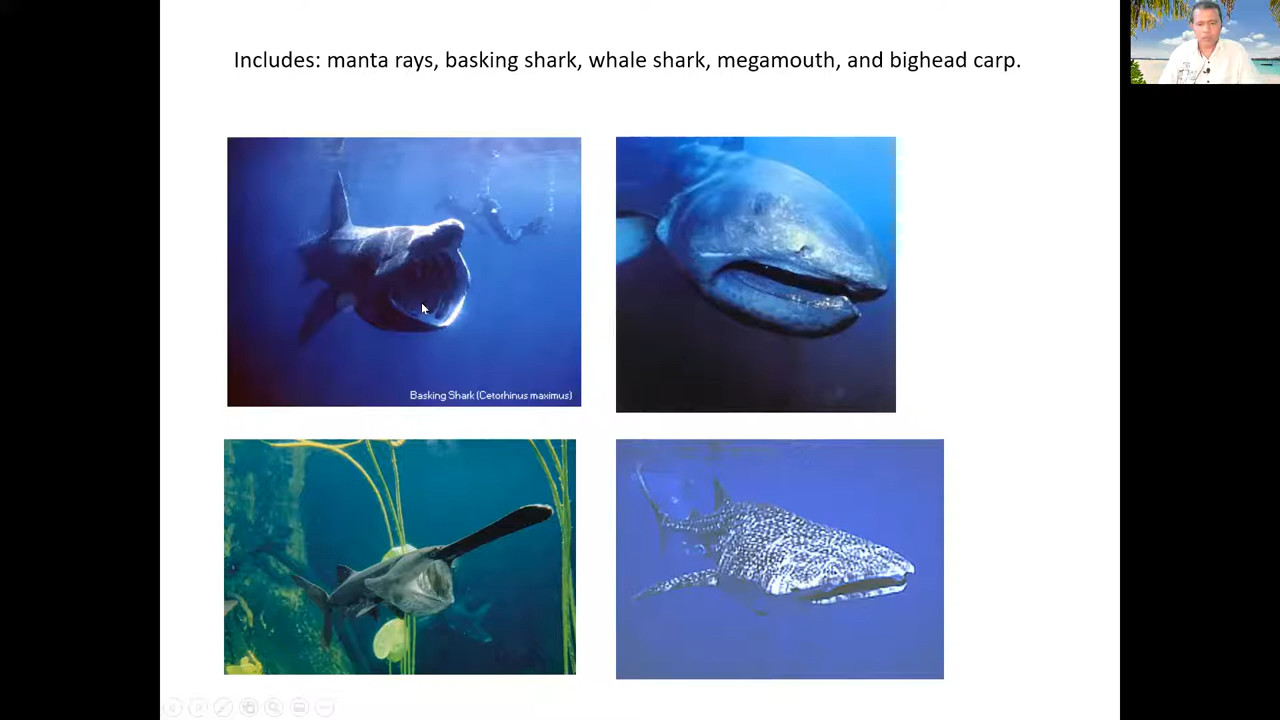 Includes: manta rays, basking shark, whale shark, megamouth, and bighead carp.
Basking Shark (Cetorhinus maximus)